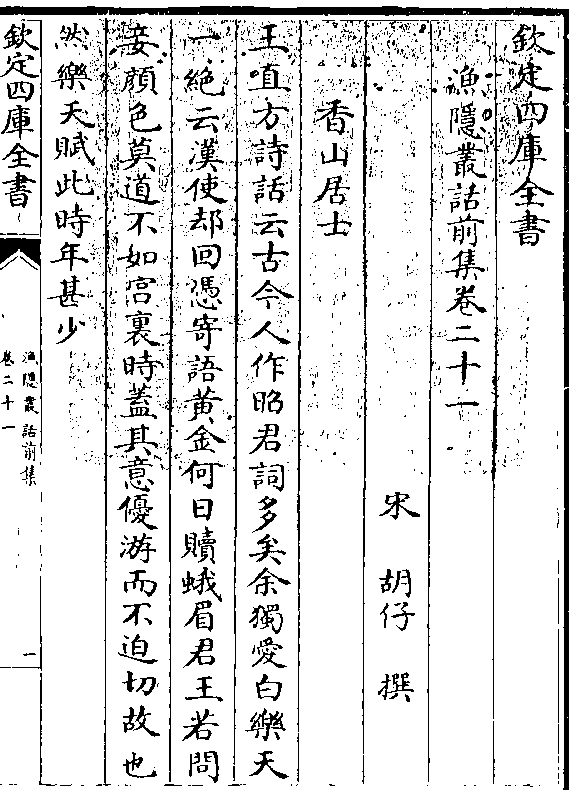 欽定四庫全書
漁隱叢話前集卷二十一
宋 胡仔 撰
香山居士
王直方詩話云古今人作昭君詞多矣余獨愛白樂天
一絶云漢使却回憑寄語黄金何日贖蛾眉君王若問
妾顔色莫道不如宫裏時蓋其意優游而不迫切故也
然樂天賦此時年甚少
欽定四庫全書
漁隱叢話前集
卷二十一
一